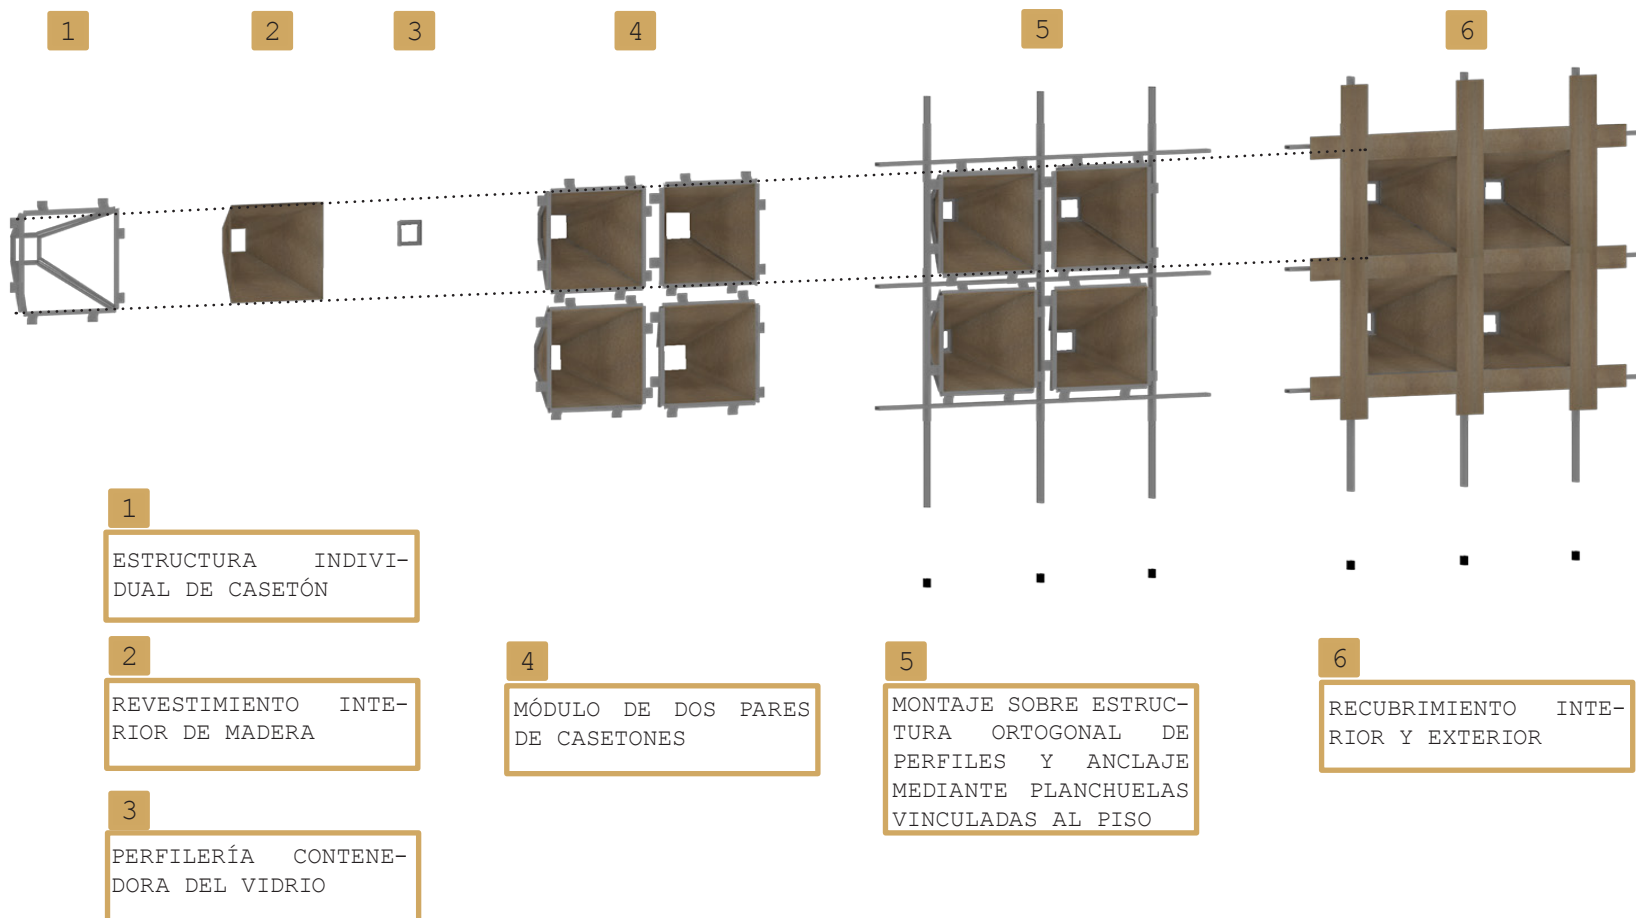 1
2
3
4
5
6
1
ESTRUCTURA INDIVI-
DUAL DE CASETÓN
2
REVESTIMIENTO INTE-
RIOR DE MADERA
3
PERFILERÍA CONTENE-
DORA DEL VIDRIO
4
MÓDULO DE DOS PARES
DE CASETONES
5
MONTAJE SOBRE ESTRUC-
TURA ORTOGONAL DE
PERFILES Y ANCLAJE
MEDIANTE PLANCHUELAS
VINCULADAS AL PISO
6
RECUBRIMIENTO INTE-
RIOR Y EXTERIOR